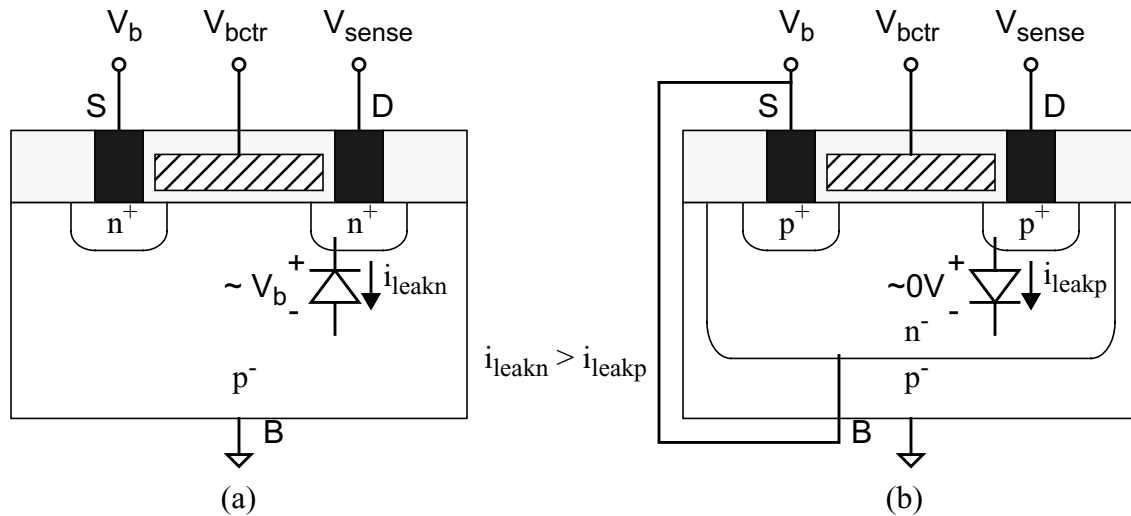 V_b V_bctr V_sense
S D
n^+ n^+
~ V_b + - i_leakn
p^-
B
(a)
i_leakn > i_leakp
V_b V_bctr V_sense
S D
p^+ p^+
~0V + - i_leakp
n^-
p^-
B
(b)